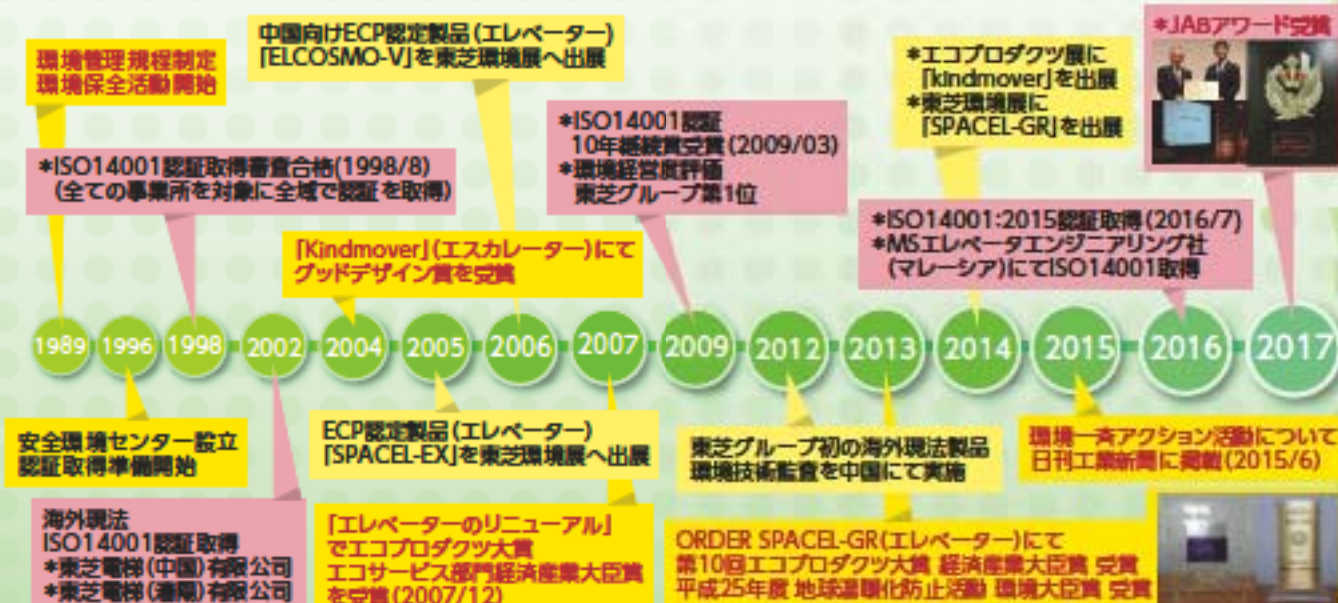 環境管理規程制定
環境保全活動開始
中国向けECP認定製品(エレベーター)
「ELCOSMO-V」を東芝環境展へ出展
*エコプロダクツ展に
「kindmover」を出展
*東芝環境展に
「SPACEL-GR」を出展
*JABアワード受賞
*ISO14001認証取得審査合格(1998/8)
(全ての事業所を対象に全域で認証を取得)
*ISO14001認証
10年継続賞受賞(2009/03)
*環境経営度評価
東芝グループ第1位
*ISO14001:2015認証取得(2016/7)
*MSエレベータエンジニアリング社
(マレーシア)にてISO14001取得
「Kindmover」(エスカレーター)にて
グッドデザイン賞を受賞
1989 1996 1998 2002 2004 2005 2006 2007 2009 2012 2013 2014 2015 2016 2017
安全環境センター設立
認証取得準備開始
ECP認定製品(エレベーター)
「SPACEL-EX」を東芝環境展へ出展
東芝グループ初の海外現法製品
環境技術監査を中国にて実施
環境一斉アクション活動について
日刊工業新聞に掲載(2015/6)
海外現法
ISO14001認証取得
*東芝電梯(中国)有限公司
*東芝電梯(瀋陽)有限公司
「エレベーターのリニューアル」
でエコプロダクツ大賞
エコサービス部門経済産業大臣賞
を受賞(2007/12)
ORDER SPACEL-GR(エレベーター)にて
第10回エコプロダクツ大賞 経済産業大臣賞 受賞
平成25年度 地球温暖化防止活動 環境大臣賞 受賞